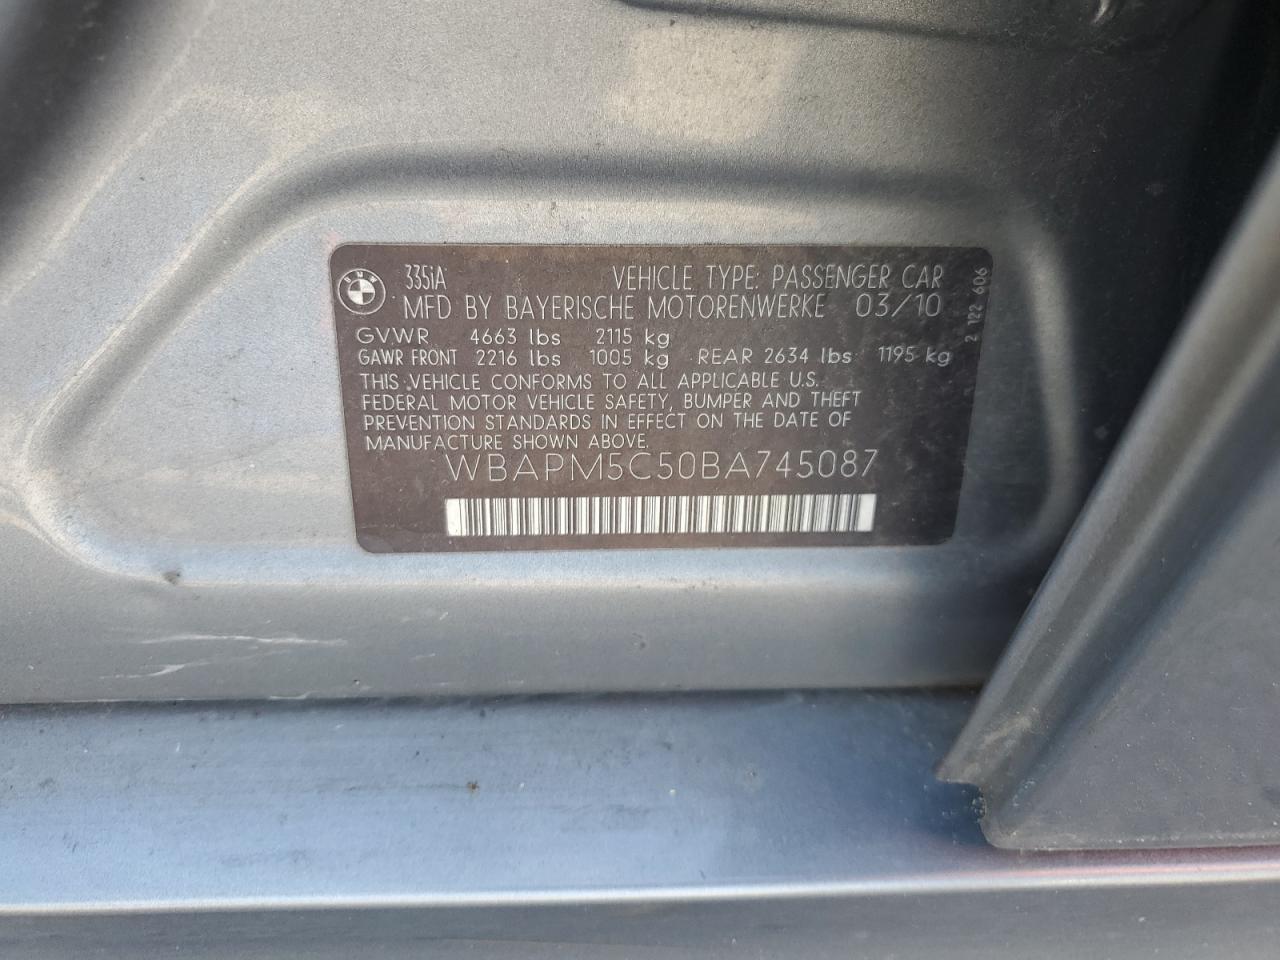 BMW
335iA VEHICLE TYPE: PASSENGER CAR
MFD BY BAYERISCHE MOTORENWERKE 03/10
GVWR 4663 lbs 2115 kg
GAWR FRONT 2216 lbs 1005 kg REAR 2634 lbs 1195 kg
THIS VEHICLE CONFORMS TO ALL APPLICABLE U.S.
FEDERAL MOTOR VEHICLE SAFETY, BUMPER AND THEFT
PREVENTION STANDARDS IN EFFECT ON THE DATE OF
MANUFACTURE SHOWN ABOVE.
WBAPM5C50BA745087
2 122 606